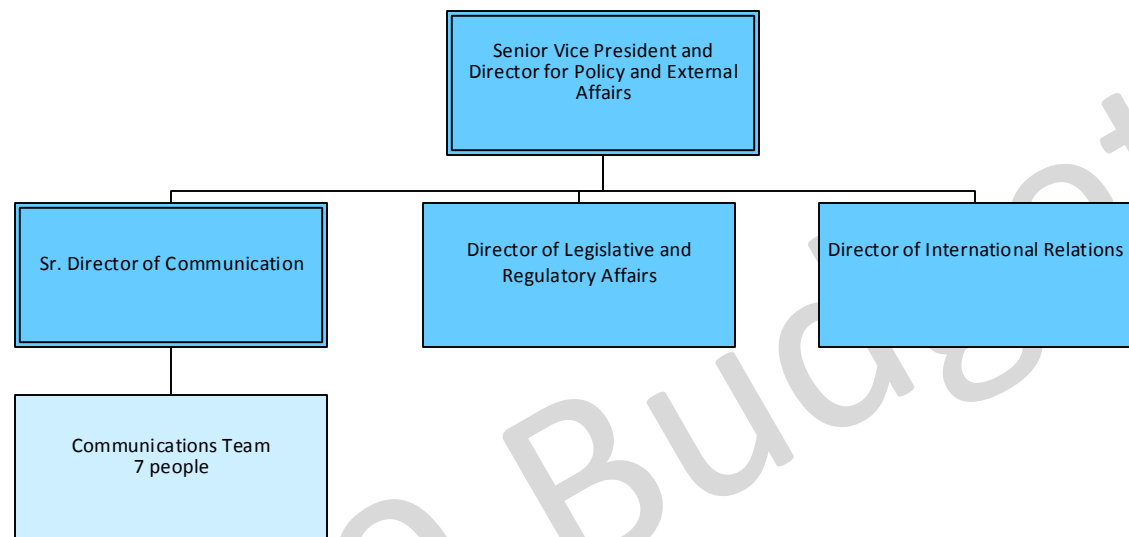 Senior Vice President and
Director for Policy and External
Affairs
Sr. Director of Communication
Director of Legislative and
Regulatory Affairs
Director of International Relations
Communications Team
7 people
Budget